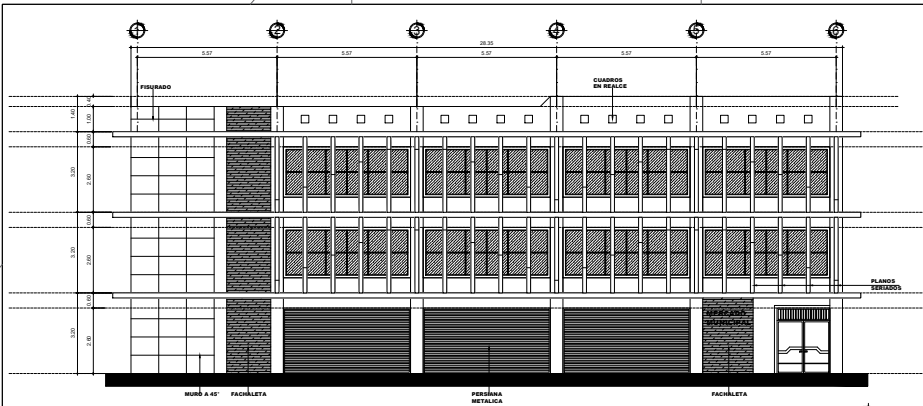 1 2 3 4 5 6
28.35
5.57 5.57 5.57 5.57 5.57
FISURADO
CUADROS
EN REALCE
0.40
1.40 1.00
0.60
3.20 2.60
0.60
3.20 2.60
0.60
3.20 2.60
PLANOS
SERIADOS
MERCADO
MUNICIPAL
MURO A 45° FACHALETA PERSIANA
METALICA
FACHALETA